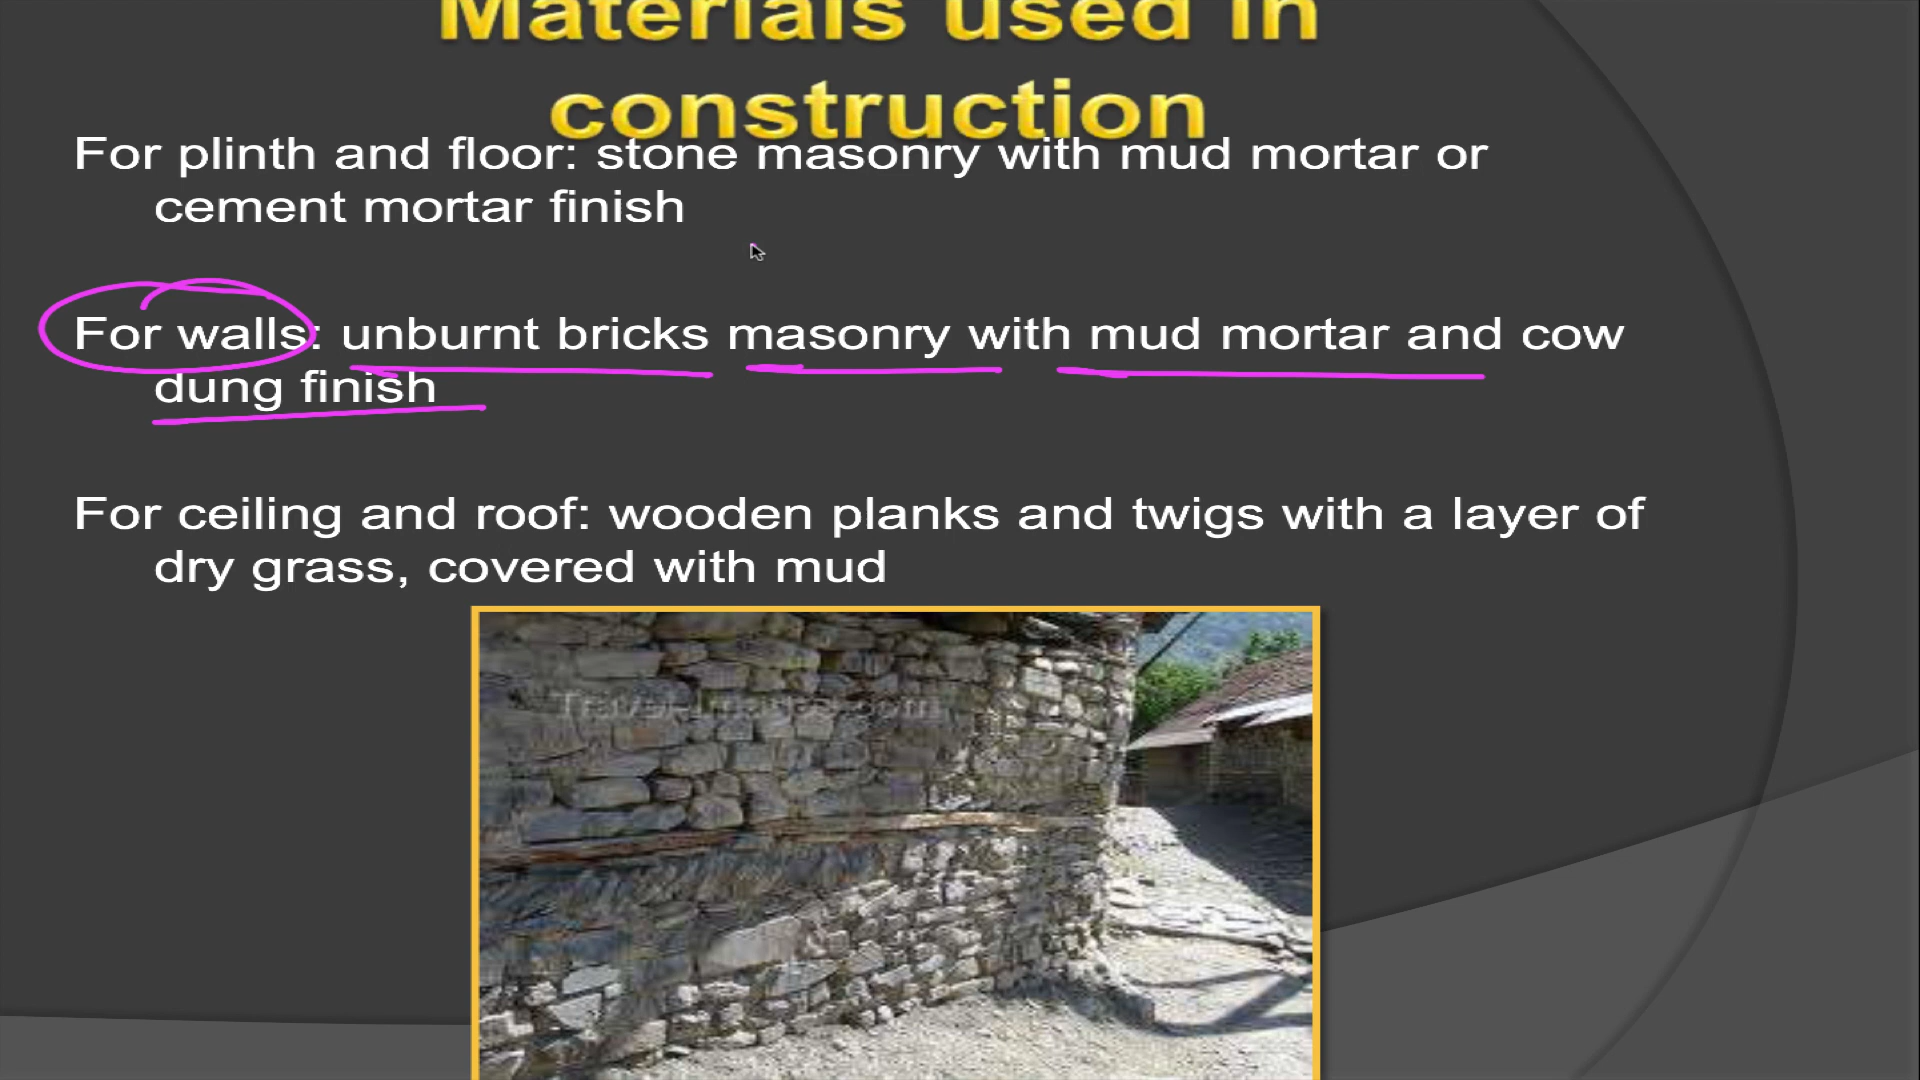 Materials used in
construction
For plinth and floor: stone masonry with mud mortar or
cement mortar finish
For walls: unburnt bricks masonry with mud mortar and cow
dung finish
For ceiling and roof: wooden planks and twigs with a layer of
dry grass, covered with mud